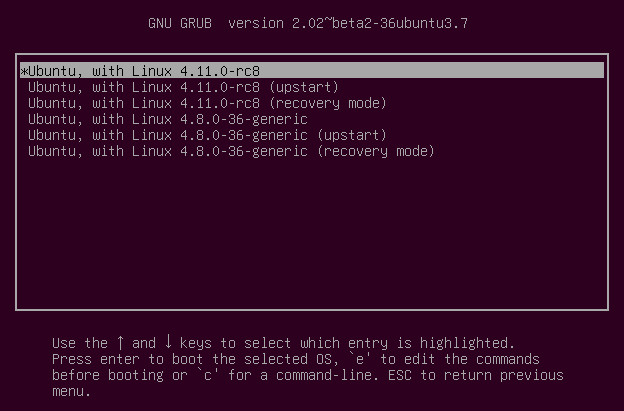 GNU GRUB  version 2.02~beta2-36ubuntu3.7
*Ubuntu, with Linux 4.11.0-rc8
Ubuntu, with Linux 4.11.0-rc8 (upstart)
Ubuntu, with Linux 4.11.0-rc8 (recovery mode)
Ubuntu, with Linux 4.8.0-36-generic
Ubuntu, with Linux 4.8.0-36-generic (upstart)
Ubuntu, with Linux 4.8.0-36-generic (recovery mode)
Use the ↑ and ↓ keys to select which entry is highlighted.
Press enter to boot the selected OS, `e' to edit the commands
before booting or `c' for a command-line. ESC to return previous
menu.